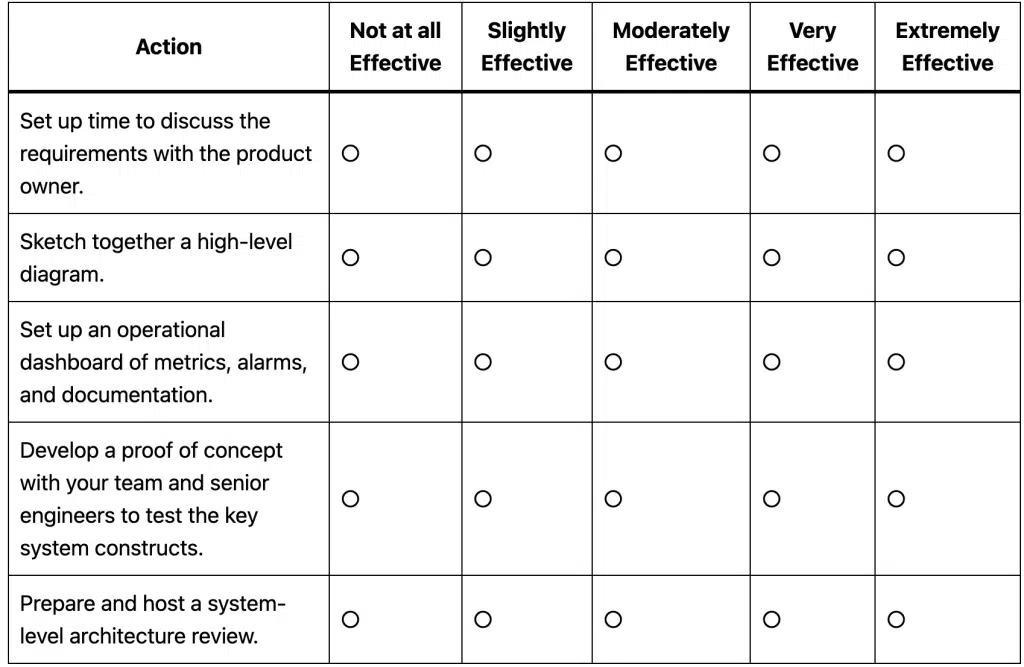 Action
Not at all
Effective
Slightly
Effective
Moderately
Effective
Very
Effective
Extremely
Effective
Set up time to discuss the
requirements with the product
owner.
Sketch together a high-level
diagram.
Set up an operational
dashboard of metrics, alarms,
and documentation.
Develop a proof of concept
with your team and senior
engineers to test the key
system constructs.
Prepare and host a system-
level architecture review.